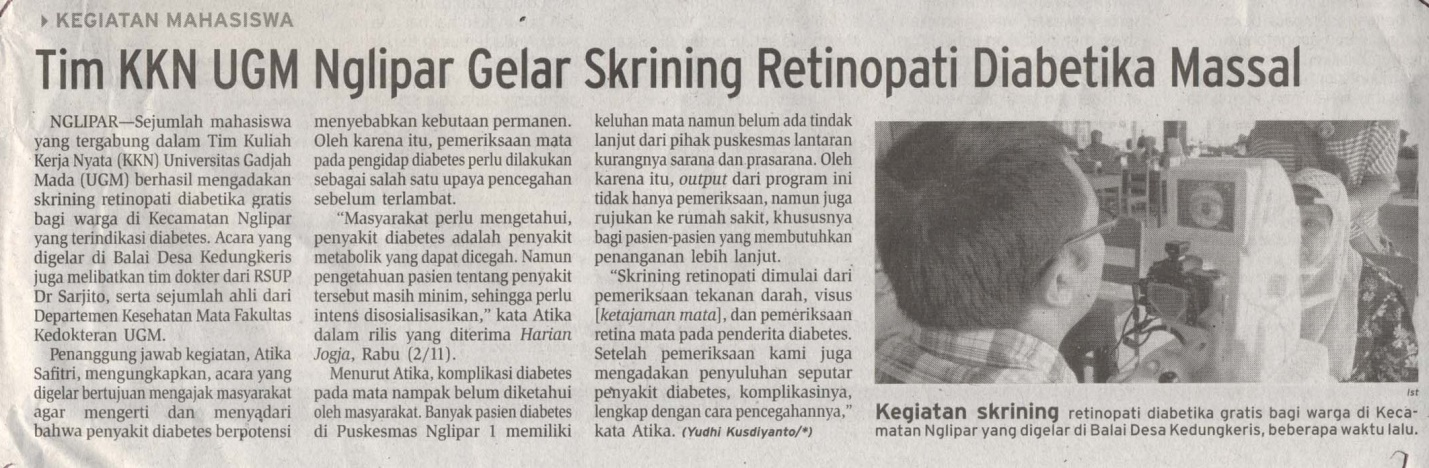 KEGIATAN MAHASISWA
Tim KKN UGM Nglipar Gelar Skrining Retinopati Diabetika Massal
NGLIPAR—Sejumlah mahasiswa
yang tergabung dalam Tim Kuliah
Kerja Nyata (KKN) Universitas Gadjah
Mada (UGM) berhasil mengadakan
skrining retinopati diabetika gratis
bagi warga di Kecamatan Nglipar
yang terindikasi diabetes. Acara yang
digelar di Balai Desa Kedungkeris
juga melibatkan tim dokter dari RSUP
Dr Sarjito, serta sejumlah ahli dari
Departemen Kesehatan Mata Fakultas
Kedokteran UGM.
Penanggung jawab kegiatan, Atika
Safitri, mengungkapkan, acara yang
digelar bertujuan mengajak masyarakat
agar mengerti dan menyadari
bahwa penyakit diabetes berpotensi
menyebabkan kebutaan permanen.
Oleh karena itu, pemeriksaan mata
pada pengidap diabetes perlu dilakukan
sebagai salah satu upaya pencegahan
sebelum terlambat.
"Masyarakat perlu mengetahui,
penyakit diabetes adalah penyakit
metabolik yang dapat dicegah. Namun
pengetahuan pasien tentang penyakit
tersebut masih minim, sehingga perlu
intens disosialisasikan," kata Atika
dalam rilis yang diterima Harian
Jogja, Rabu (2/11).
Menurut Atika, komplikasi diabetes
pada mata nampak belum diketahui
oleh masyarakat. Banyak pasien diabetes
di Puskesmas Nglipar 1 memiliki
keluhan mata namun belum ada tindak
lanjut dari pihak puskesmas lantaran
kurangnya sarana dan prasarana. Oleh
karena itu, output dari program ini
tidak hanya pemeriksaan, namun juga
rujukan ke rumah sakit, khususnya
bagi pasien-pasien yang membutuhkan
penanganan lebih lanjut.
"Skrining retinopati dimulai dari
pemeriksaan tekanan darah, visus
[ketajaman mata], dan pemeriksaan
retina mata pada penderita diabetes.
Setelah pemeriksaan kami juga
mengadakan penyuluhan seputar
penyakit diabetes, komplikasinya,
lengkap dengan cara pencegahannya,"
kata Atika. (Yudhi Kusdiyanto/*)
Ist
Kegiatan skrining retinopati diabetika gratis bagi warga di Keca-
matan Nglipar yang digelar di Balai Desa Kedungkeris, beberapa waktu lalu.